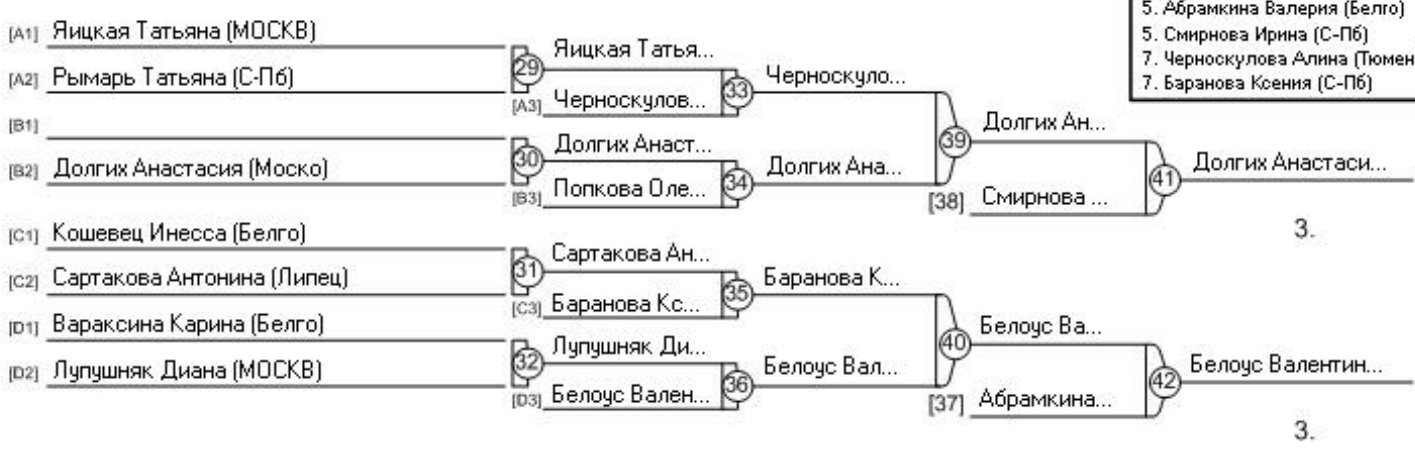 5. Абрамкина Валерия (Белго)
5. Смирнова Ирина (С-Пб)
7. Черноскулова Алина (Тюмен
7. Баранова Ксения (С-Пб)
[A1] Яицкая Татьяна (МОСКВ)
[A2] Рымарь Татьяна (С-Пб)
[B1]
[B2] Долгих Анастасия (Моско)
[C1] Кошевец Инесса (Белго)
[C2] Сартакова Антонина (Липец)
[D1] Вараксина Карина (Белго)
[D2] Лупушняк Диана (МОСКВ)
29
30
31
32
Яицкая Татья...
[A3] Черноскулов...
Долгих Анаст...
[B3] Попкова Оле...
Сартакова Ан...
[C3] Баранова Кс...
Лупушняк Ди...
[D3] Белоус Вален...
33
34
35
36
Черноскуло...
Долгих Ана...
Баранова К...
Белоус Вал...
39
40
Долгих Ан...
[38] Смирнова ...
Белоус Ва...
[37] Абрамкина...
41
42
Долгих Анастаси...
3.
Белоус Валентин...
3.